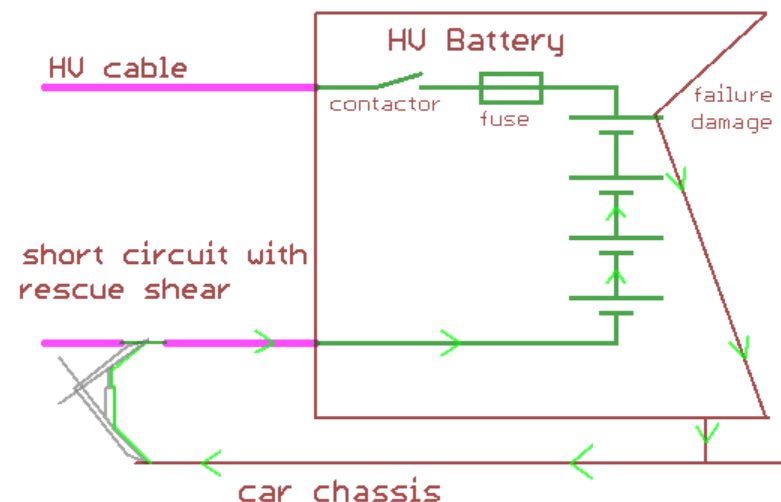 HV Battery
HV cable
contactor
fuse
failure
damage
short circuit with
rescue shear
car chassis